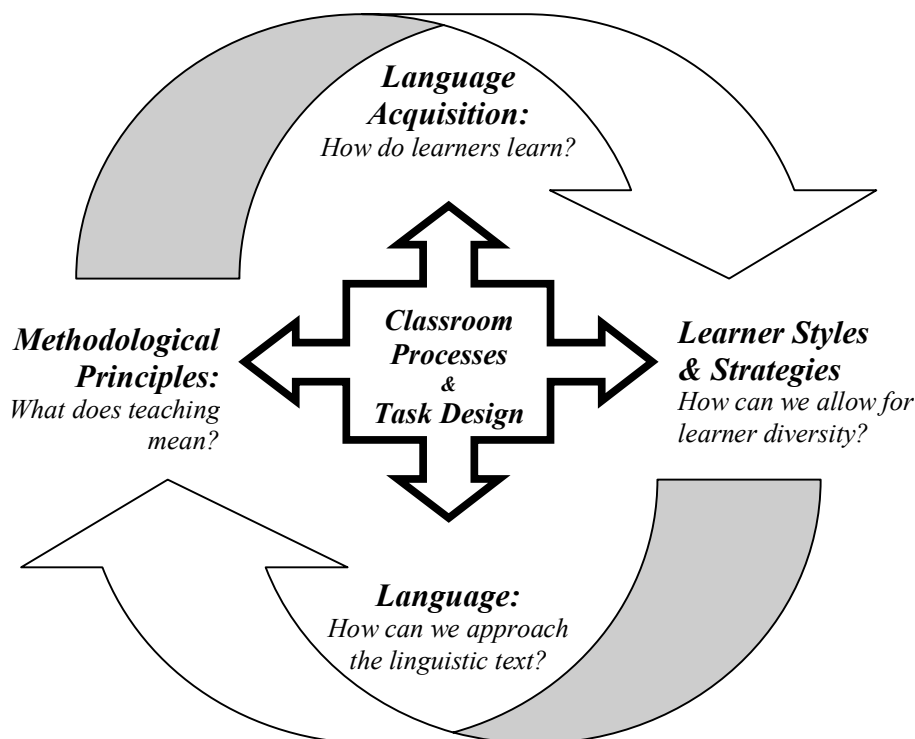 Language
Acquisition:
How do learners learn?
Methodological
Principles:
What does teaching
mean?
Classroom
Processes
&
Task Design
Learner Styles
& Strategies
How can we allow for
learner diversity?
Language:
How can we approach
the linguistic text?